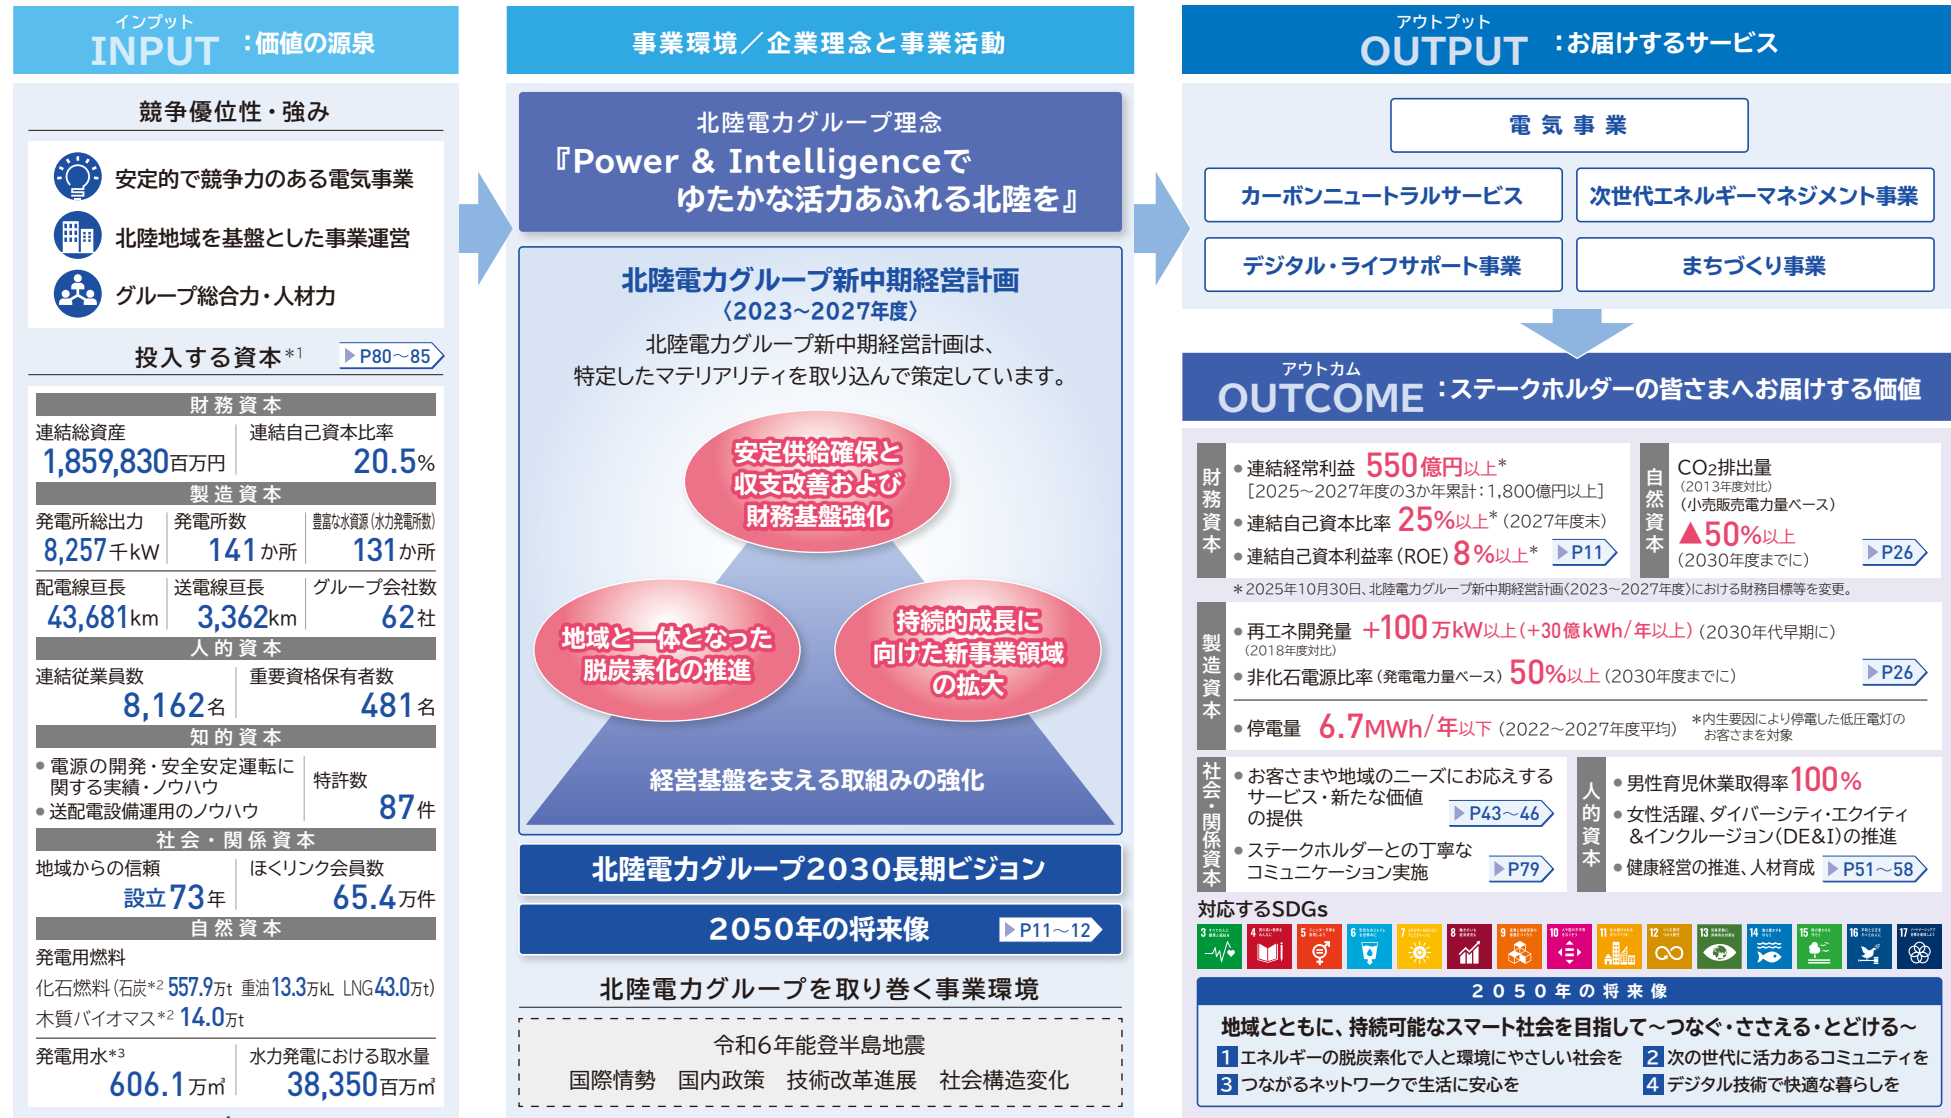 インプット
INPUT：価値の源泉
競争優位性・強み
安定的で競争力のある電気事業
北陸地域を基盤とした事業運営
グループ総合力・人材力
投入する資本*1 P80～85
財務資本
連結総資産 連結自己資本比率
1,859,830百万円 20.5%
製造資本
発電所総出力 発電所数 豊富な水資源(水力発電所数)
8,257千kW 141か所 131か所
配電線亘長 送電線亘長 グループ会社数
43,681km 3,362km 62社
人的資本
連結従業員数 重要資格保有者数
8,162名 481名
知的資本
●電源の開発・安全安定運転に
関する実績・ノウハウ
●送配電設備運用のノウハウ
特許数
87件
社会・関係資本
地域からの信頼 ほくリンク会員数
設立73年 65.4万件
自然資本
発電用燃料
化石燃料(石炭*2 557.9万t 重油13.3万kL LNG43.0万t)
木質バイオマス*2 14.0万t
発電用水*3 水力発電における取水量
606.1万㎥ 38,350百万㎥
事業環境／企業理念と事業活動
北陸電力グループ理念
『Power & Intelligenceで
ゆたかな活力あふれる北陸を』
北陸電力グループ新中期経営計画
〈2023～2027年度〉
北陸電力グループ新中期経営計画は、
特定したマテリアリティを取り込んで策定しています。
安定供給確保と
収支改善および
財務基盤強化
地域と一体となった
脱炭素化の推進
持続的成長に
向けた新事業領域
の拡大
経営基盤を支える取組みの強化
北陸電力グループ2030長期ビジョン
2050年の将来像 P11～12
北陸電力グループを取り巻く事業環境
令和6年能登半島地震
国際情勢 国内政策 技術改革進展 社会構造変化
アウトプット
OUTPUT：お届けするサービス
電気事業
カーボンニュートラルサービス 次世代エネルギーマネジメント事業
デジタル・ライフサポート事業 まちづくり事業
アウトカム
OUTCOME：ステークホルダーの皆さまへお届けする価値
財務資本
●連結経常利益 550億円以上*
［2025～2027年度の3か年累計：1,800億円以上］
●連結自己資本比率 25%以上*（2027年度末）
●連結自己資本利益率(ROE) 8%以上* P11
自然資本
CO2排出量
(2013年度対比)
(小売販売電力量ベース)
▲50%以上
(2030年度までに) P26
＊2025年10月30日、北陸電力グループ新中期経営計画〈2023～2027年度〉における財務目標等を変更。
製造資本
●再エネ開発量 +100万kW以上(+30億kWh/年以上)(2030年代早期に)
(2018年度対比)
●非化石電源比率(発電電力量ベース) 50%以上(2030年度までに) P26
●停電量 6.7MWh/年以下(2022～2027年度平均) ＊内生要因により停電した低圧電灯の
お客さまを対象
社会・関係資本
●お客さまや地域のニーズにお応えする
サービス・新たな価値
の提供 P43～46
●ステークホルダーとの丁寧な
コミュニケーション実施 P79
人的資本
●男性育児休業取得率100%
●女性活躍、ダイバーシティ・エクイティ
&インクルージョン(DE&I)の推進
●健康経営の推進、人材育成 P51～58
対応するSDGs
3 4 5 6 7 8 9 10 11 12 13 14 15 16 17
2050年の将来像
地域とともに、持続可能なスマート社会を目指して～つなぐ・ささえる・とどける～
1 エネルギーの脱炭素化で人と環境にやさしい社会を 2 次の世代に活力あるコミュニティを
3 つながるネットワークで生活に安心を 4 デジタル技術で快適な暮らしを